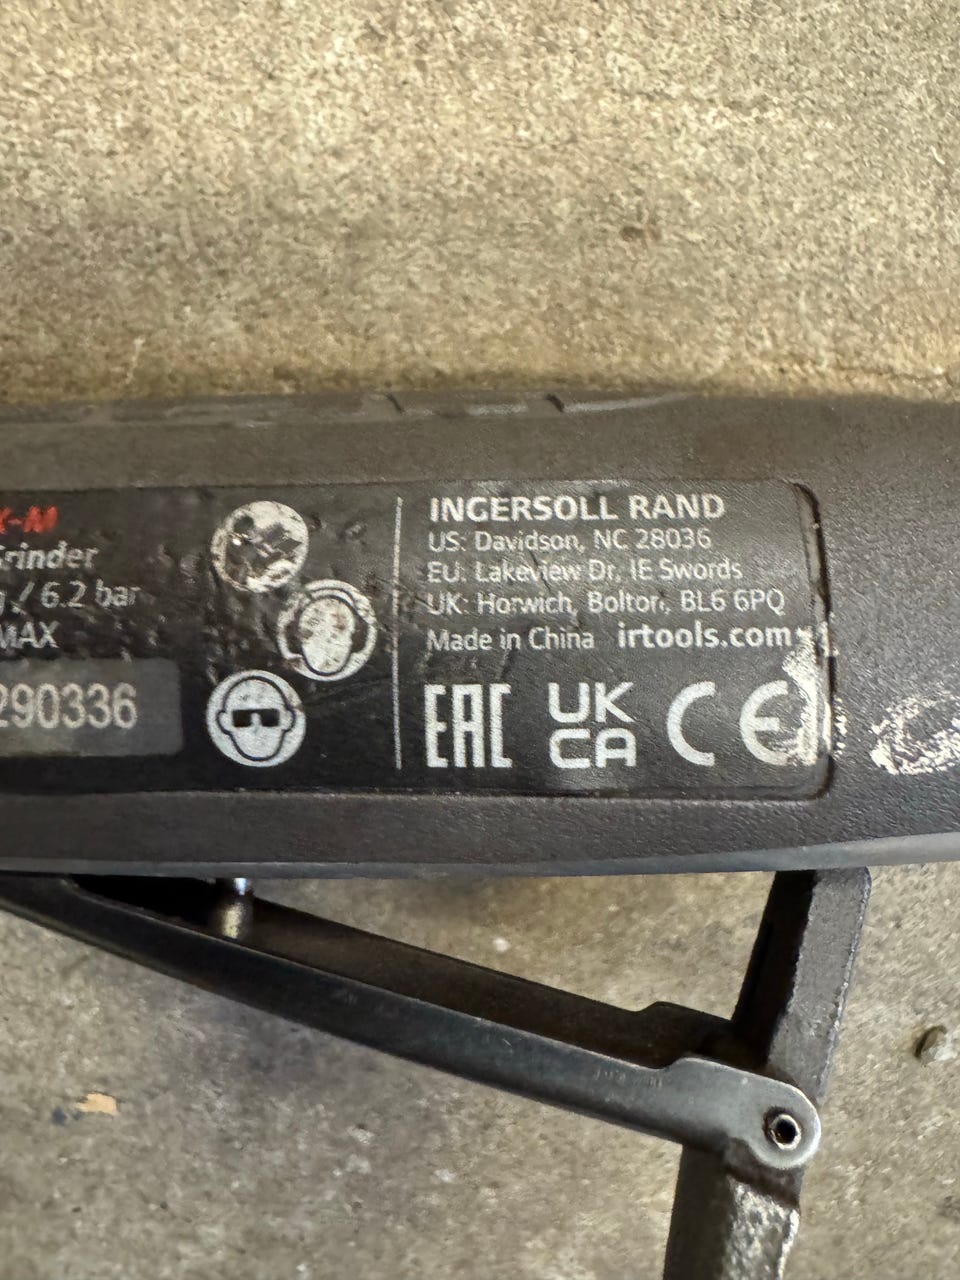 X-M
Grinder
/ 6.2 bar
MAX
290336
INGERSOLL RAND
US: Davidson, NC 28036
EU: Lakeview Dr, IE Swords
UK: Horwich, Bolton, BL6 6PQ
Made in China irtools.com
EAC UK CA CE